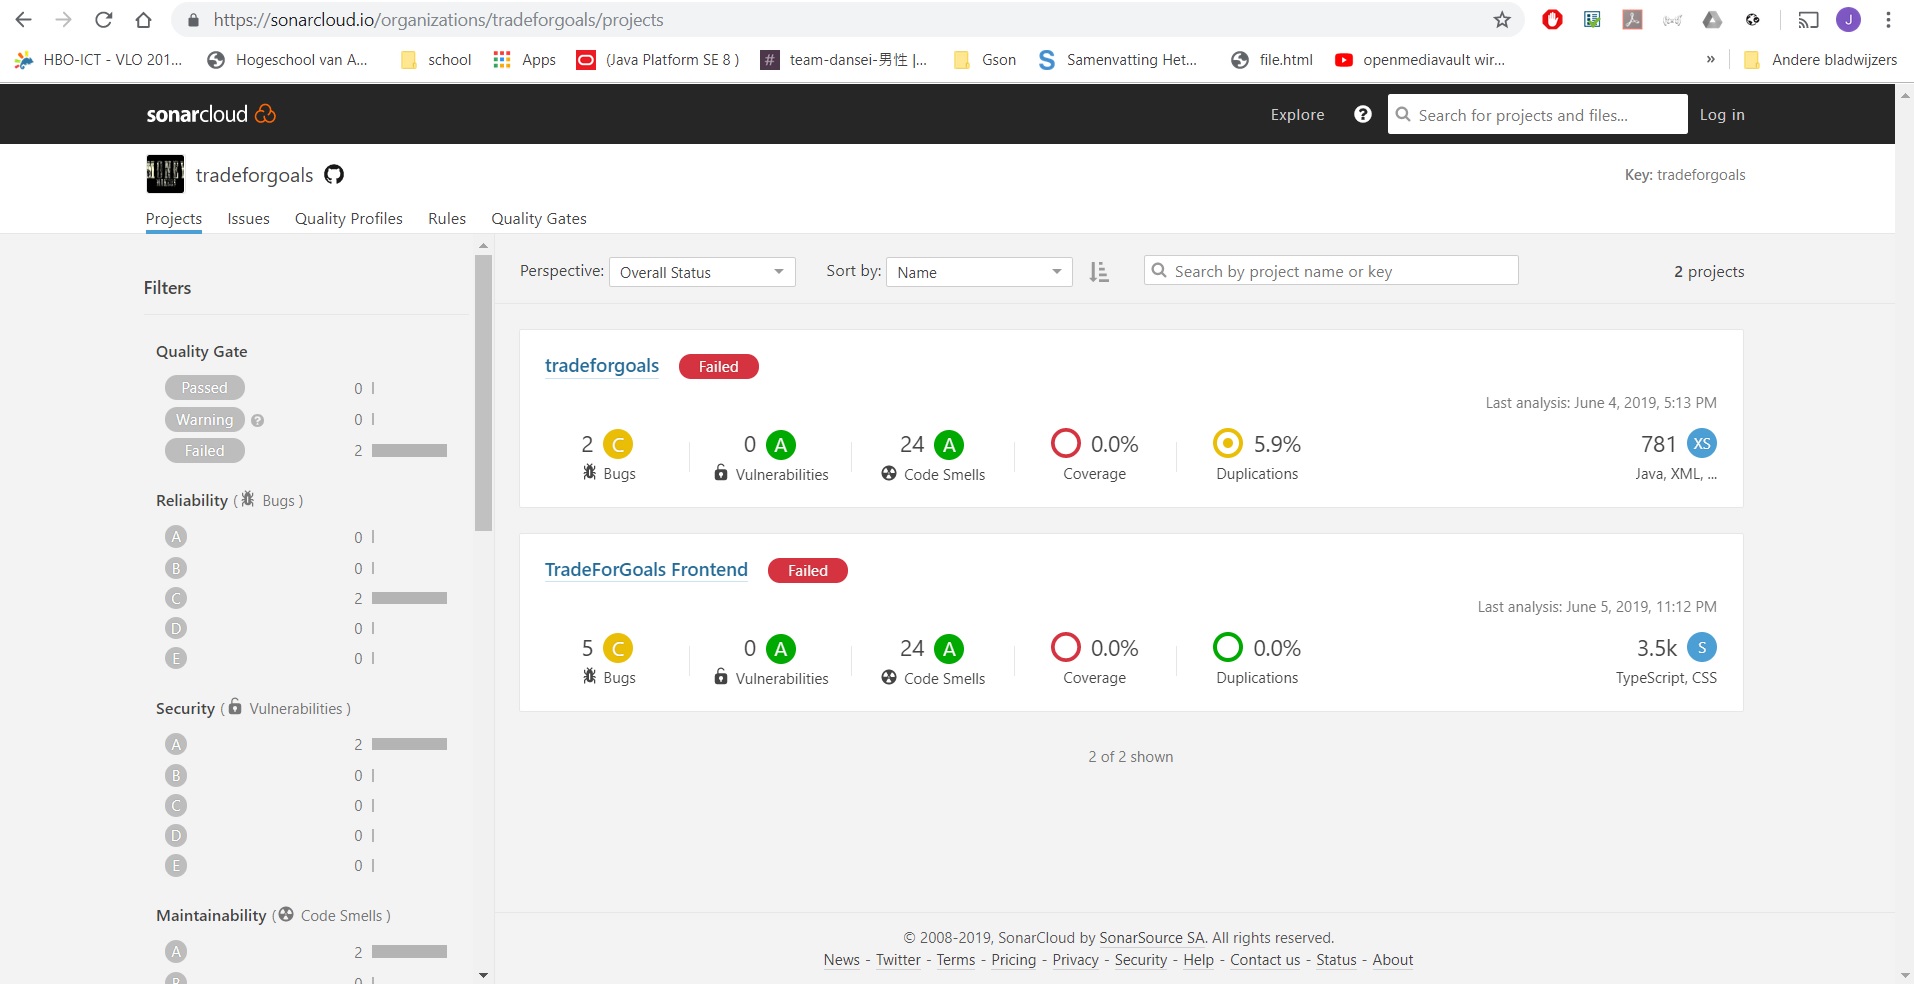 https://sonarcloud.io/organizations/tradeforgoals/projects
J
HBO-ICT - VLO 201... Hogeschool van A... school Apps (Java Platform SE 8 ) # team-dansei-男性 |... Gson S Samenvatting Het... file.html openmediavault wir... » Andere bladwijzers
sonarcloud Explore ? Search for projects and files... Log in
tradeforgoals Key: tradeforgoals
Projects Issues Quality Profiles Rules Quality Gates
Filters
Quality Gate
Passed 0
Warning ? 0
Failed 2
Reliability ( Bugs )
A 0
B 0
C 2
D 0
E 0
Security ( Vulnerabilities )
A 2
B 0
C 0
D 0
E 0
Maintainability ( Code Smells )
A 2
B 0
Perspective: Overall Status Sort by: Name Search by project name or key 2 projects
tradeforgoals Failed
Last analysis: June 4, 2019, 5:13 PM
2 C 0 A 24 A 0.0% 5.9% 781 XS
Bugs Vulnerabilities Code Smells Coverage Duplications Java, XML, ...
TradeForGoals Frontend Failed
Last analysis: June 5, 2019, 11:12 PM
5 C 0 A 24 A 0.0% 0.0% 3.5k S
Bugs Vulnerabilities Code Smells Coverage Duplications TypeScript, CSS
2 of 2 shown
© 2008-2019, SonarCloud by SonarSource SA. All rights reserved.
News - Twitter - Terms - Pricing - Privacy - Security - Help - Contact us - Status - About